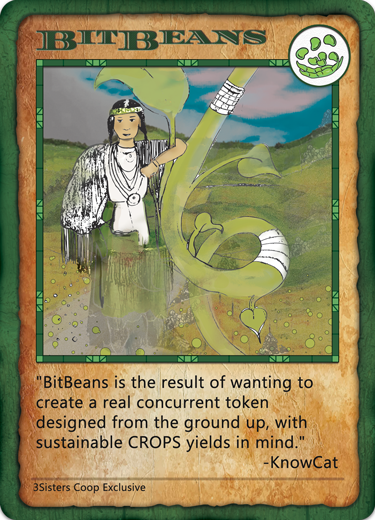 BITBEANS
"BitBeans is the result of wanting to
create a real concurrent token
designed from the ground up, with
sustainable CROPS yields in mind."
-KnowCat
3Sisters Coop Exclusive